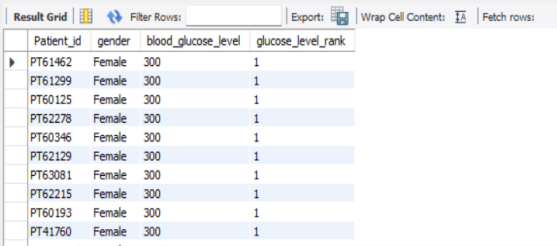 Result Grid Filter Rows: Export: Wrap Cell Content: IA Fetch rows:
Patient_id gender blood_glucose_level glucose_level_rank
PT61462 Female 300 1
PT61299 Female 300 1
PT60125 Female 300 1
PT62278 Female 300 1
PT60346 Female 300 1
PT62129 Female 300 1
PT63081 Female 300 1
PT62215 Female 300 1
PT60193 Female 300 1
PT41760 Female 300 1